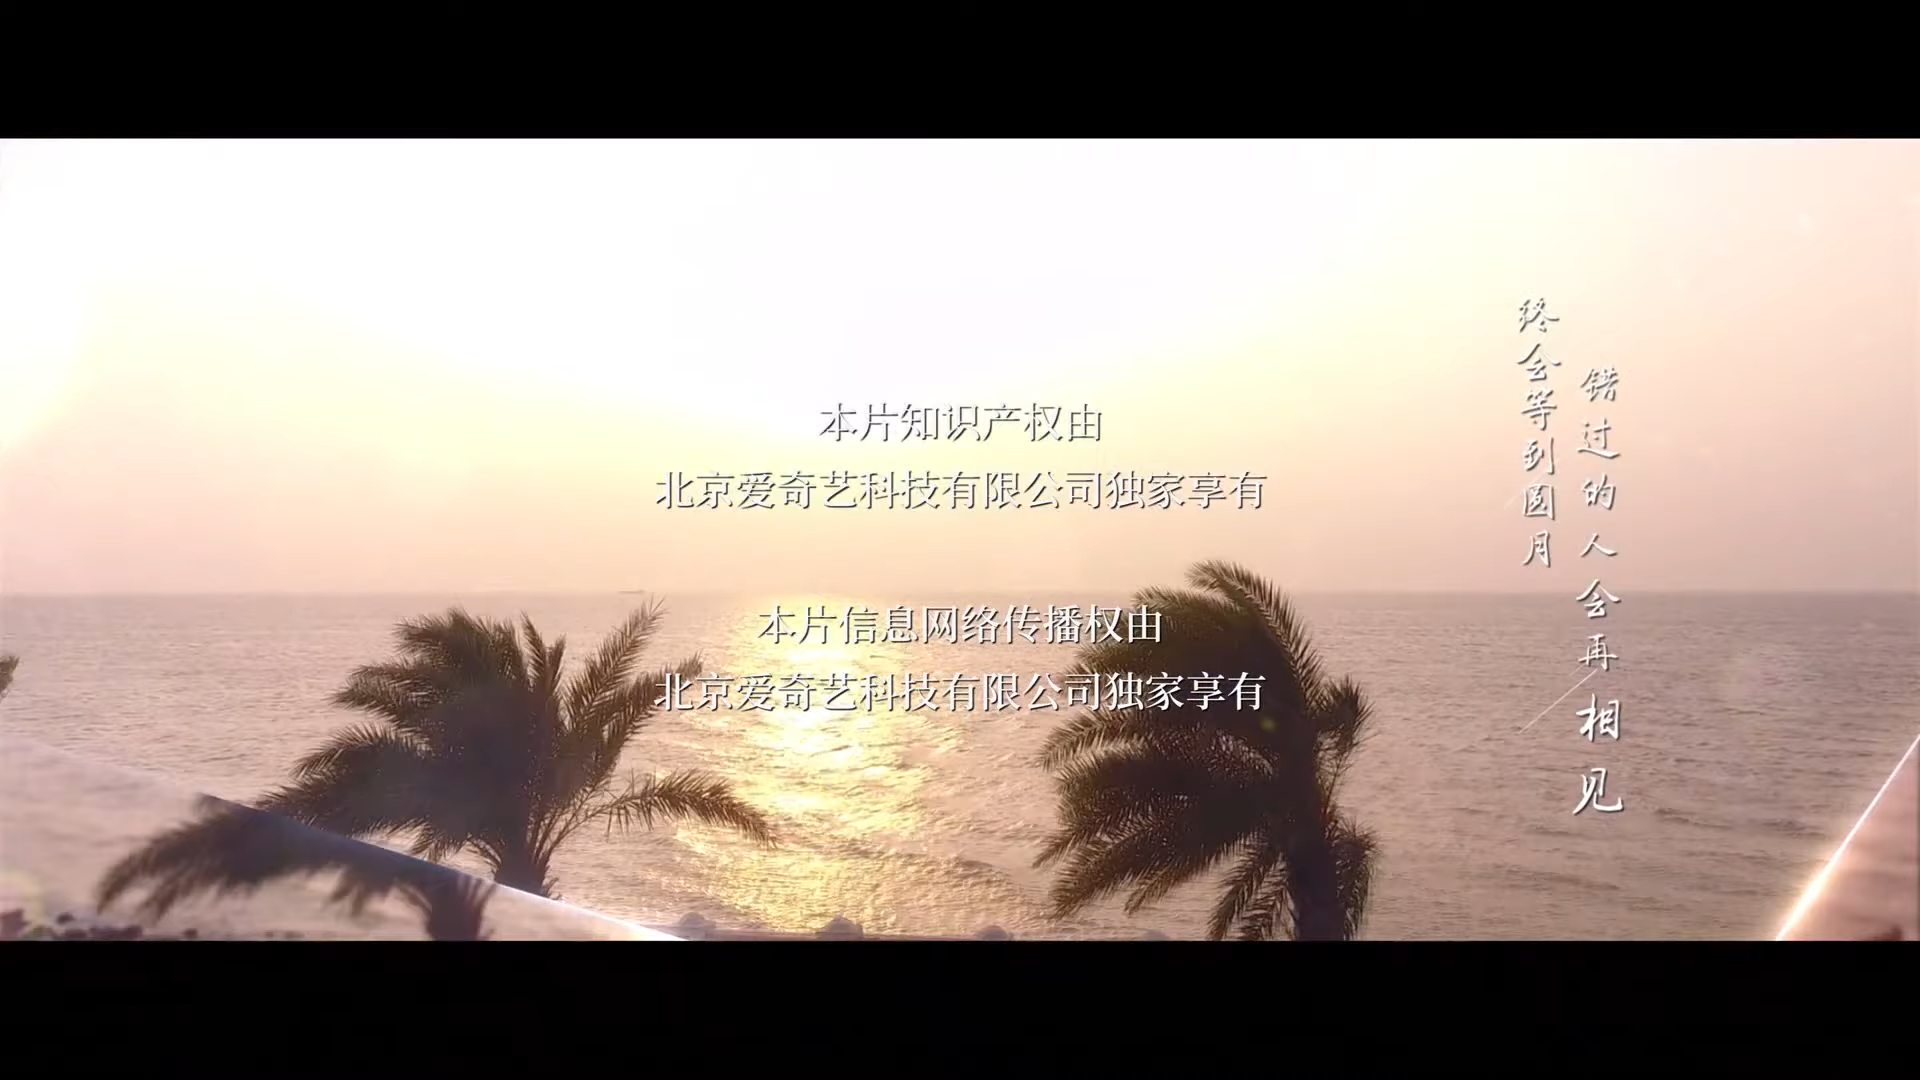 本片知识产权由
北京爱奇艺科技有限公司独家享有
本片信息网络传播权由
北京爱奇艺科技有限公司独家享有
错过的人会再相见
终会等到圆月